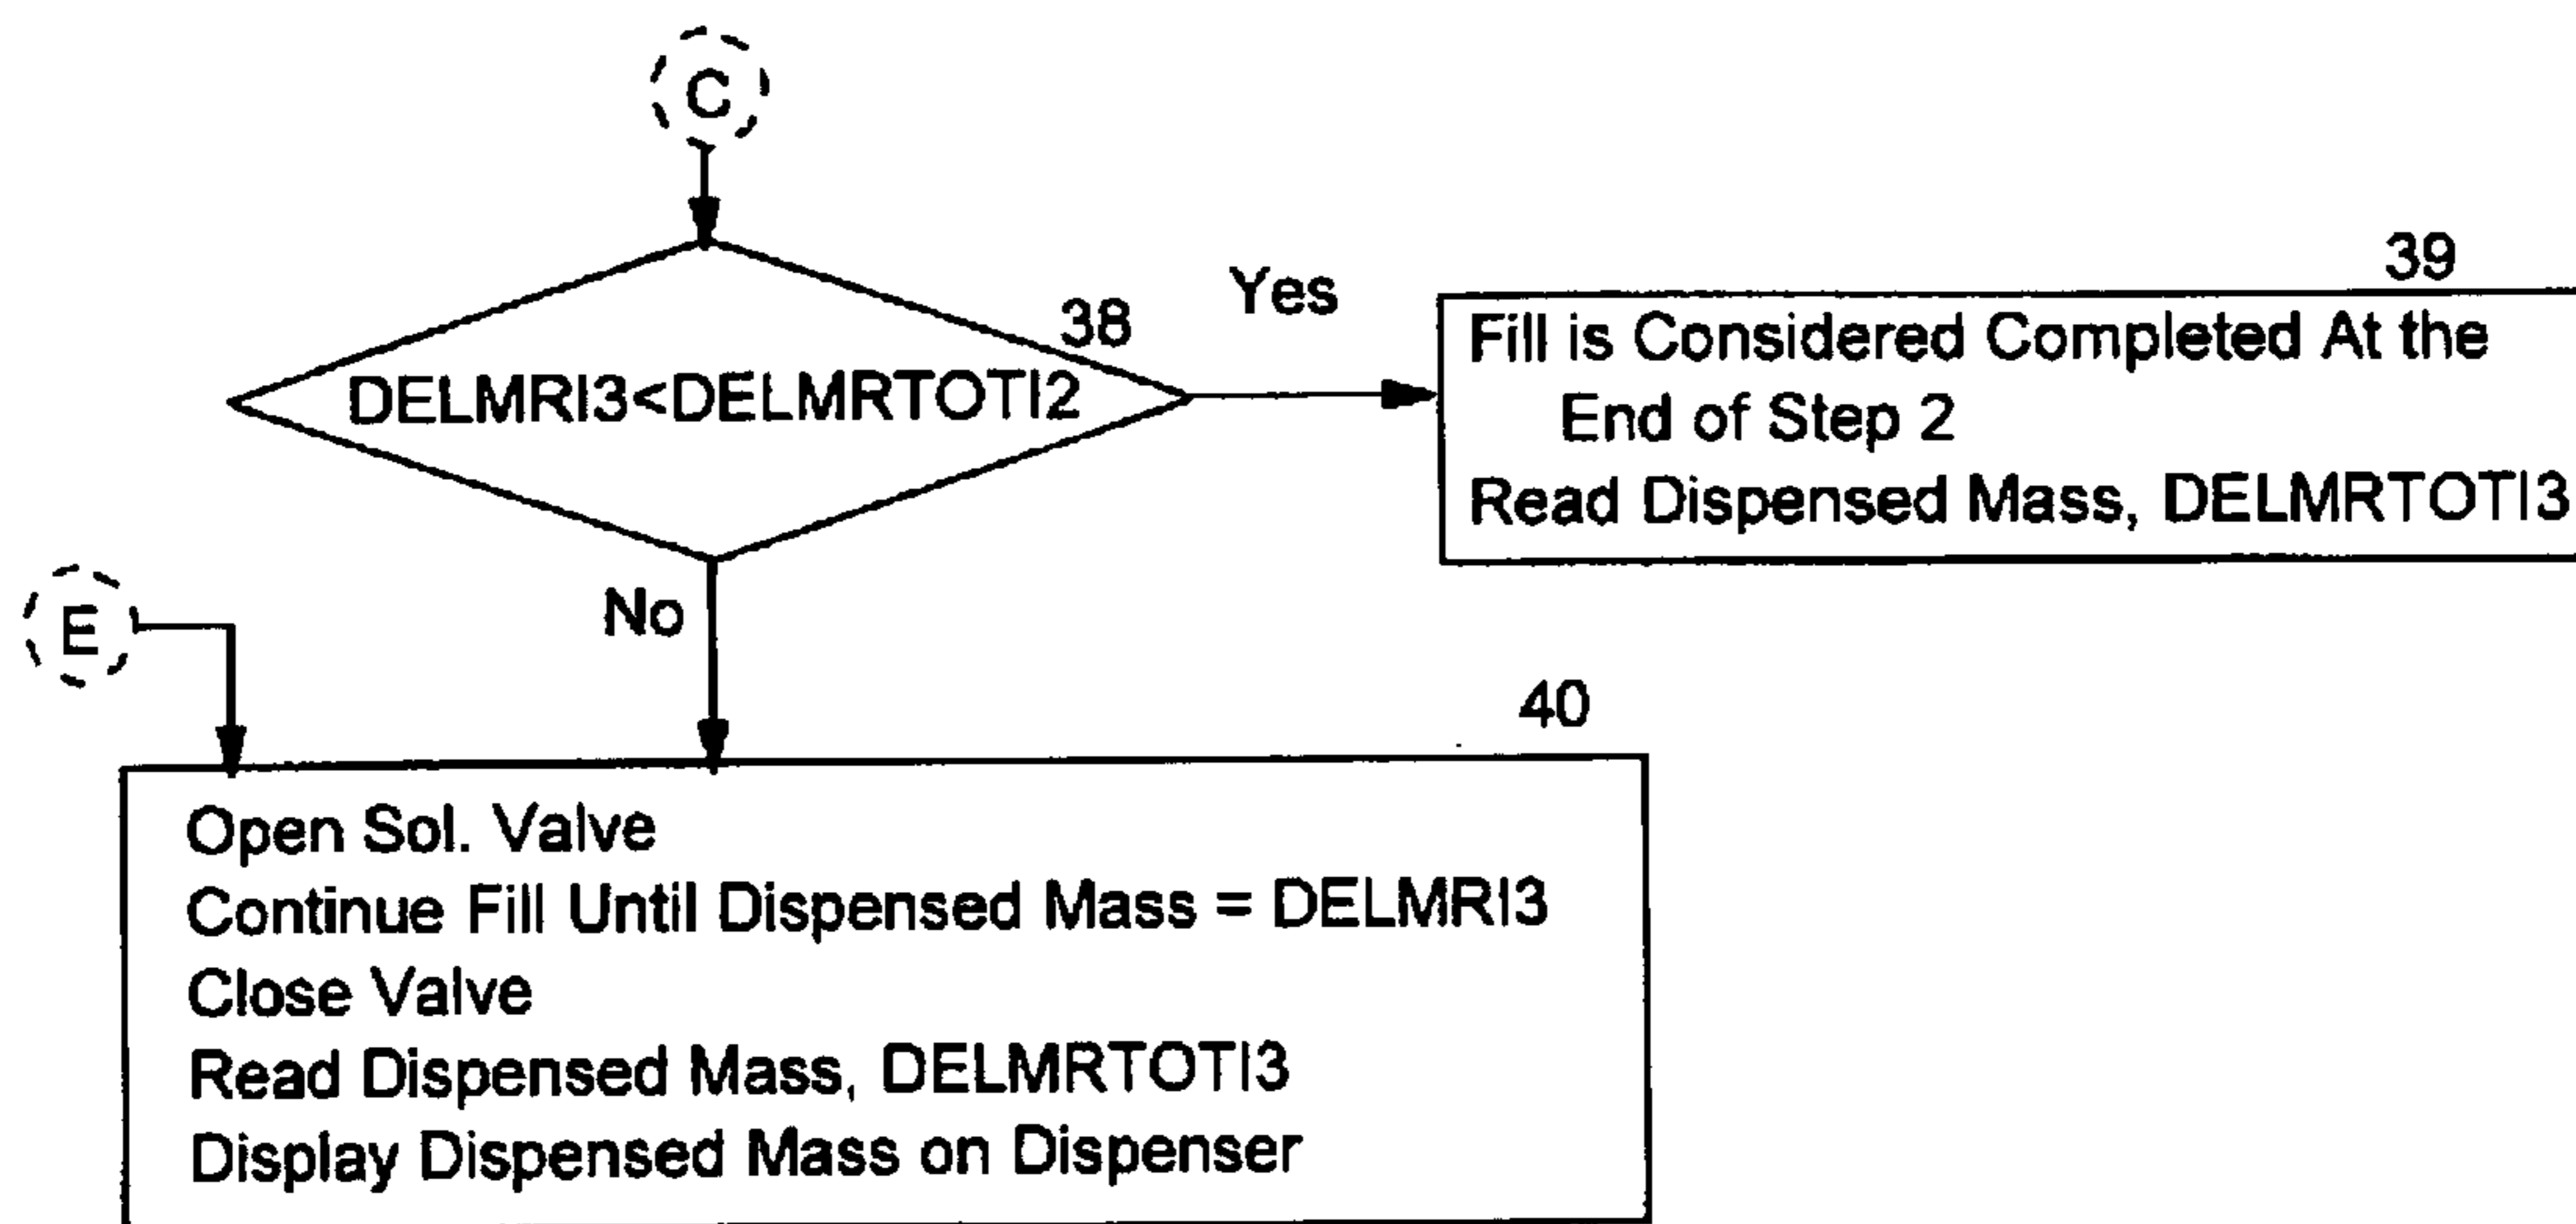 C
38
DELMRI3<DELMRTOTI2
Yes
39
Fill is Considered Completed At the
End of Step 2
Read Dispensed Mass, DELMRTOTI3
No
E
40
Open Sol. Valve
Continue Fill Until Dispensed Mass = DELMRI3
Close Valve
Read Dispensed Mass, DELMRTOTI3
Display Dispensed Mass on Dispenser